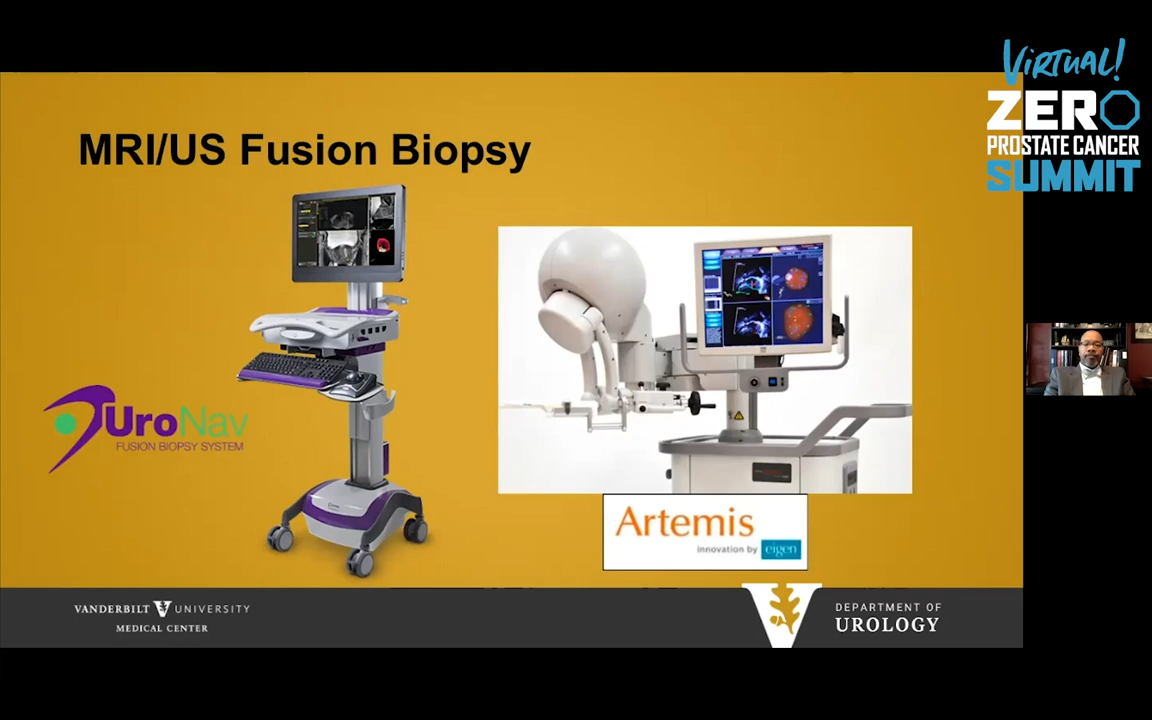 Virtual!
ZERO
PROSTATE CANCER
SUMMIT
MRI/US Fusion Biopsy
UroNav
FUSION BIOPSY SYSTEM
Artemis
innovation by eigen
VANDERBILT V UNIVERSITY
MEDICAL CENTER
DEPARTMENT OF
UROLOGY